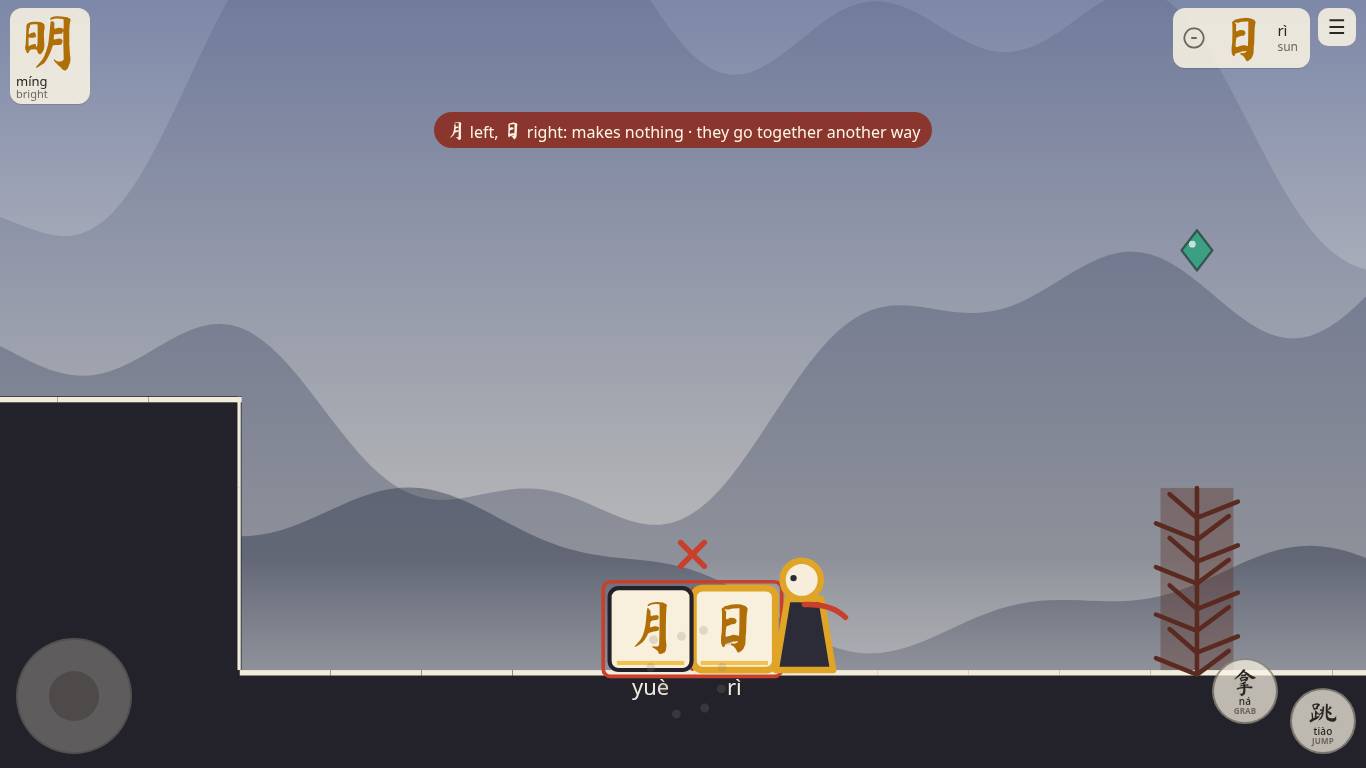 明
míng
bright
日
rì
sun
☰
月 left, 日 right: makes nothing · they go together another way
月 日
yuè rì
拿
ná
GRAB
跳
tiào
JUMP